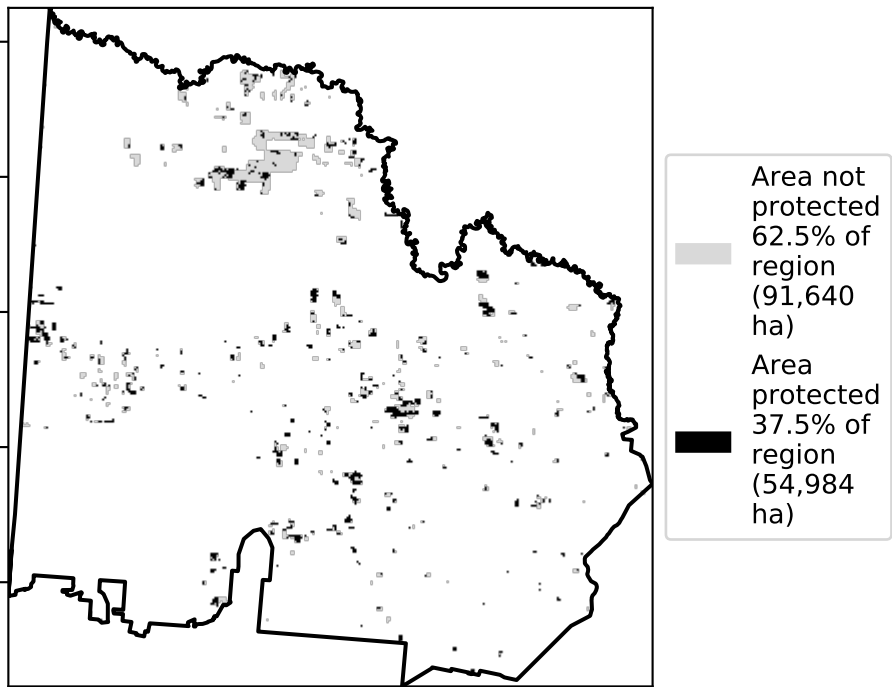 Area not
protected
62.5% of
region
(91,640
ha)
Area
protected
37.5% of
region
(54,984
ha)